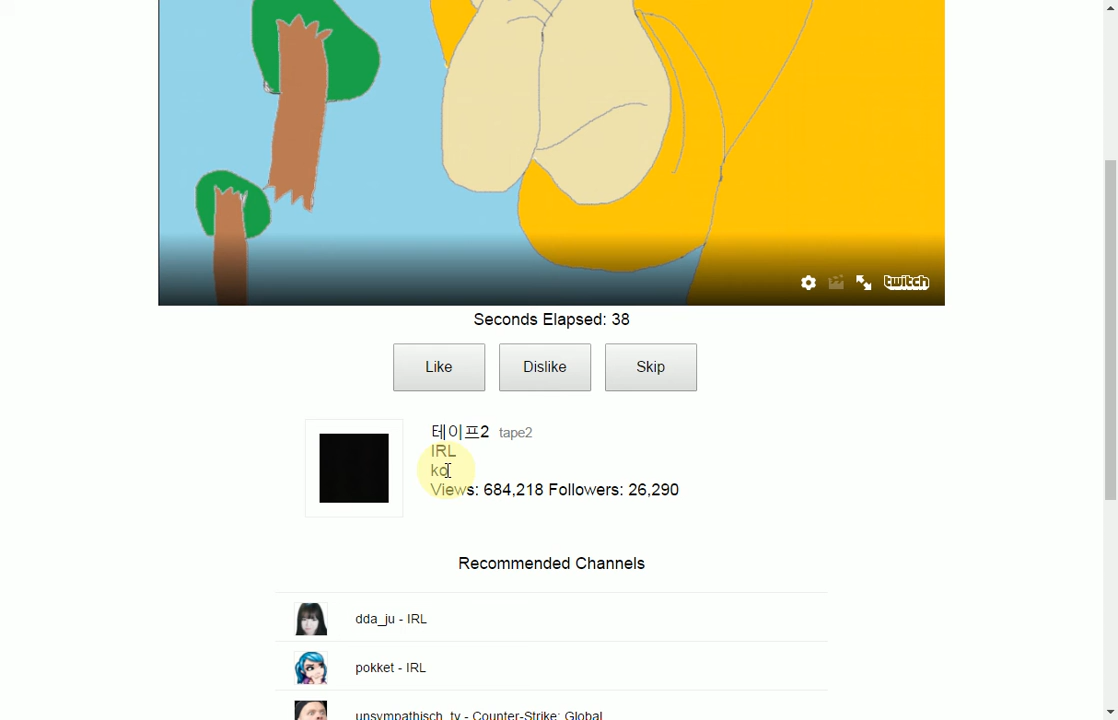 twitch
Seconds Elapsed: 38
Like
Dislike
Skip
테이프2 tape2
IRL
ko
Views: 684,218 Followers: 26,290
Recommended Channels
dda_ju - IRL
pokket - IRL
unsympathisch_tv - Counter-Strike: Global